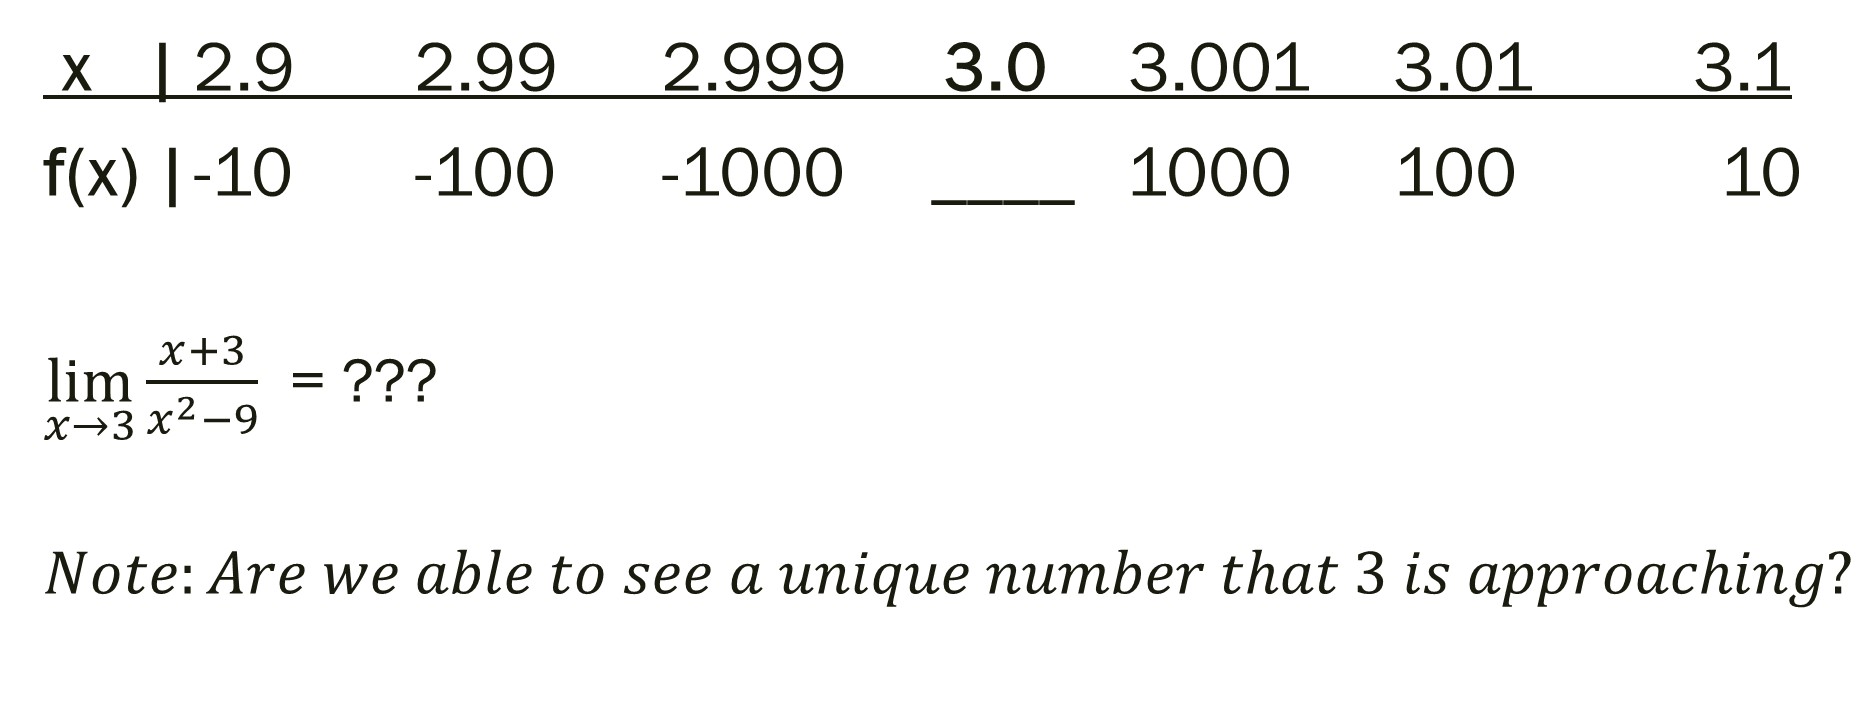 x | 2.9 2.99 2.999 3.0 3.001 3.01 3.1
f(x) | -10 -100 -1000 ____ 1000 100 10
lim x→3 x+3/x²−9 = ???
Note: Are we able to see a unique number that 3 is approaching?